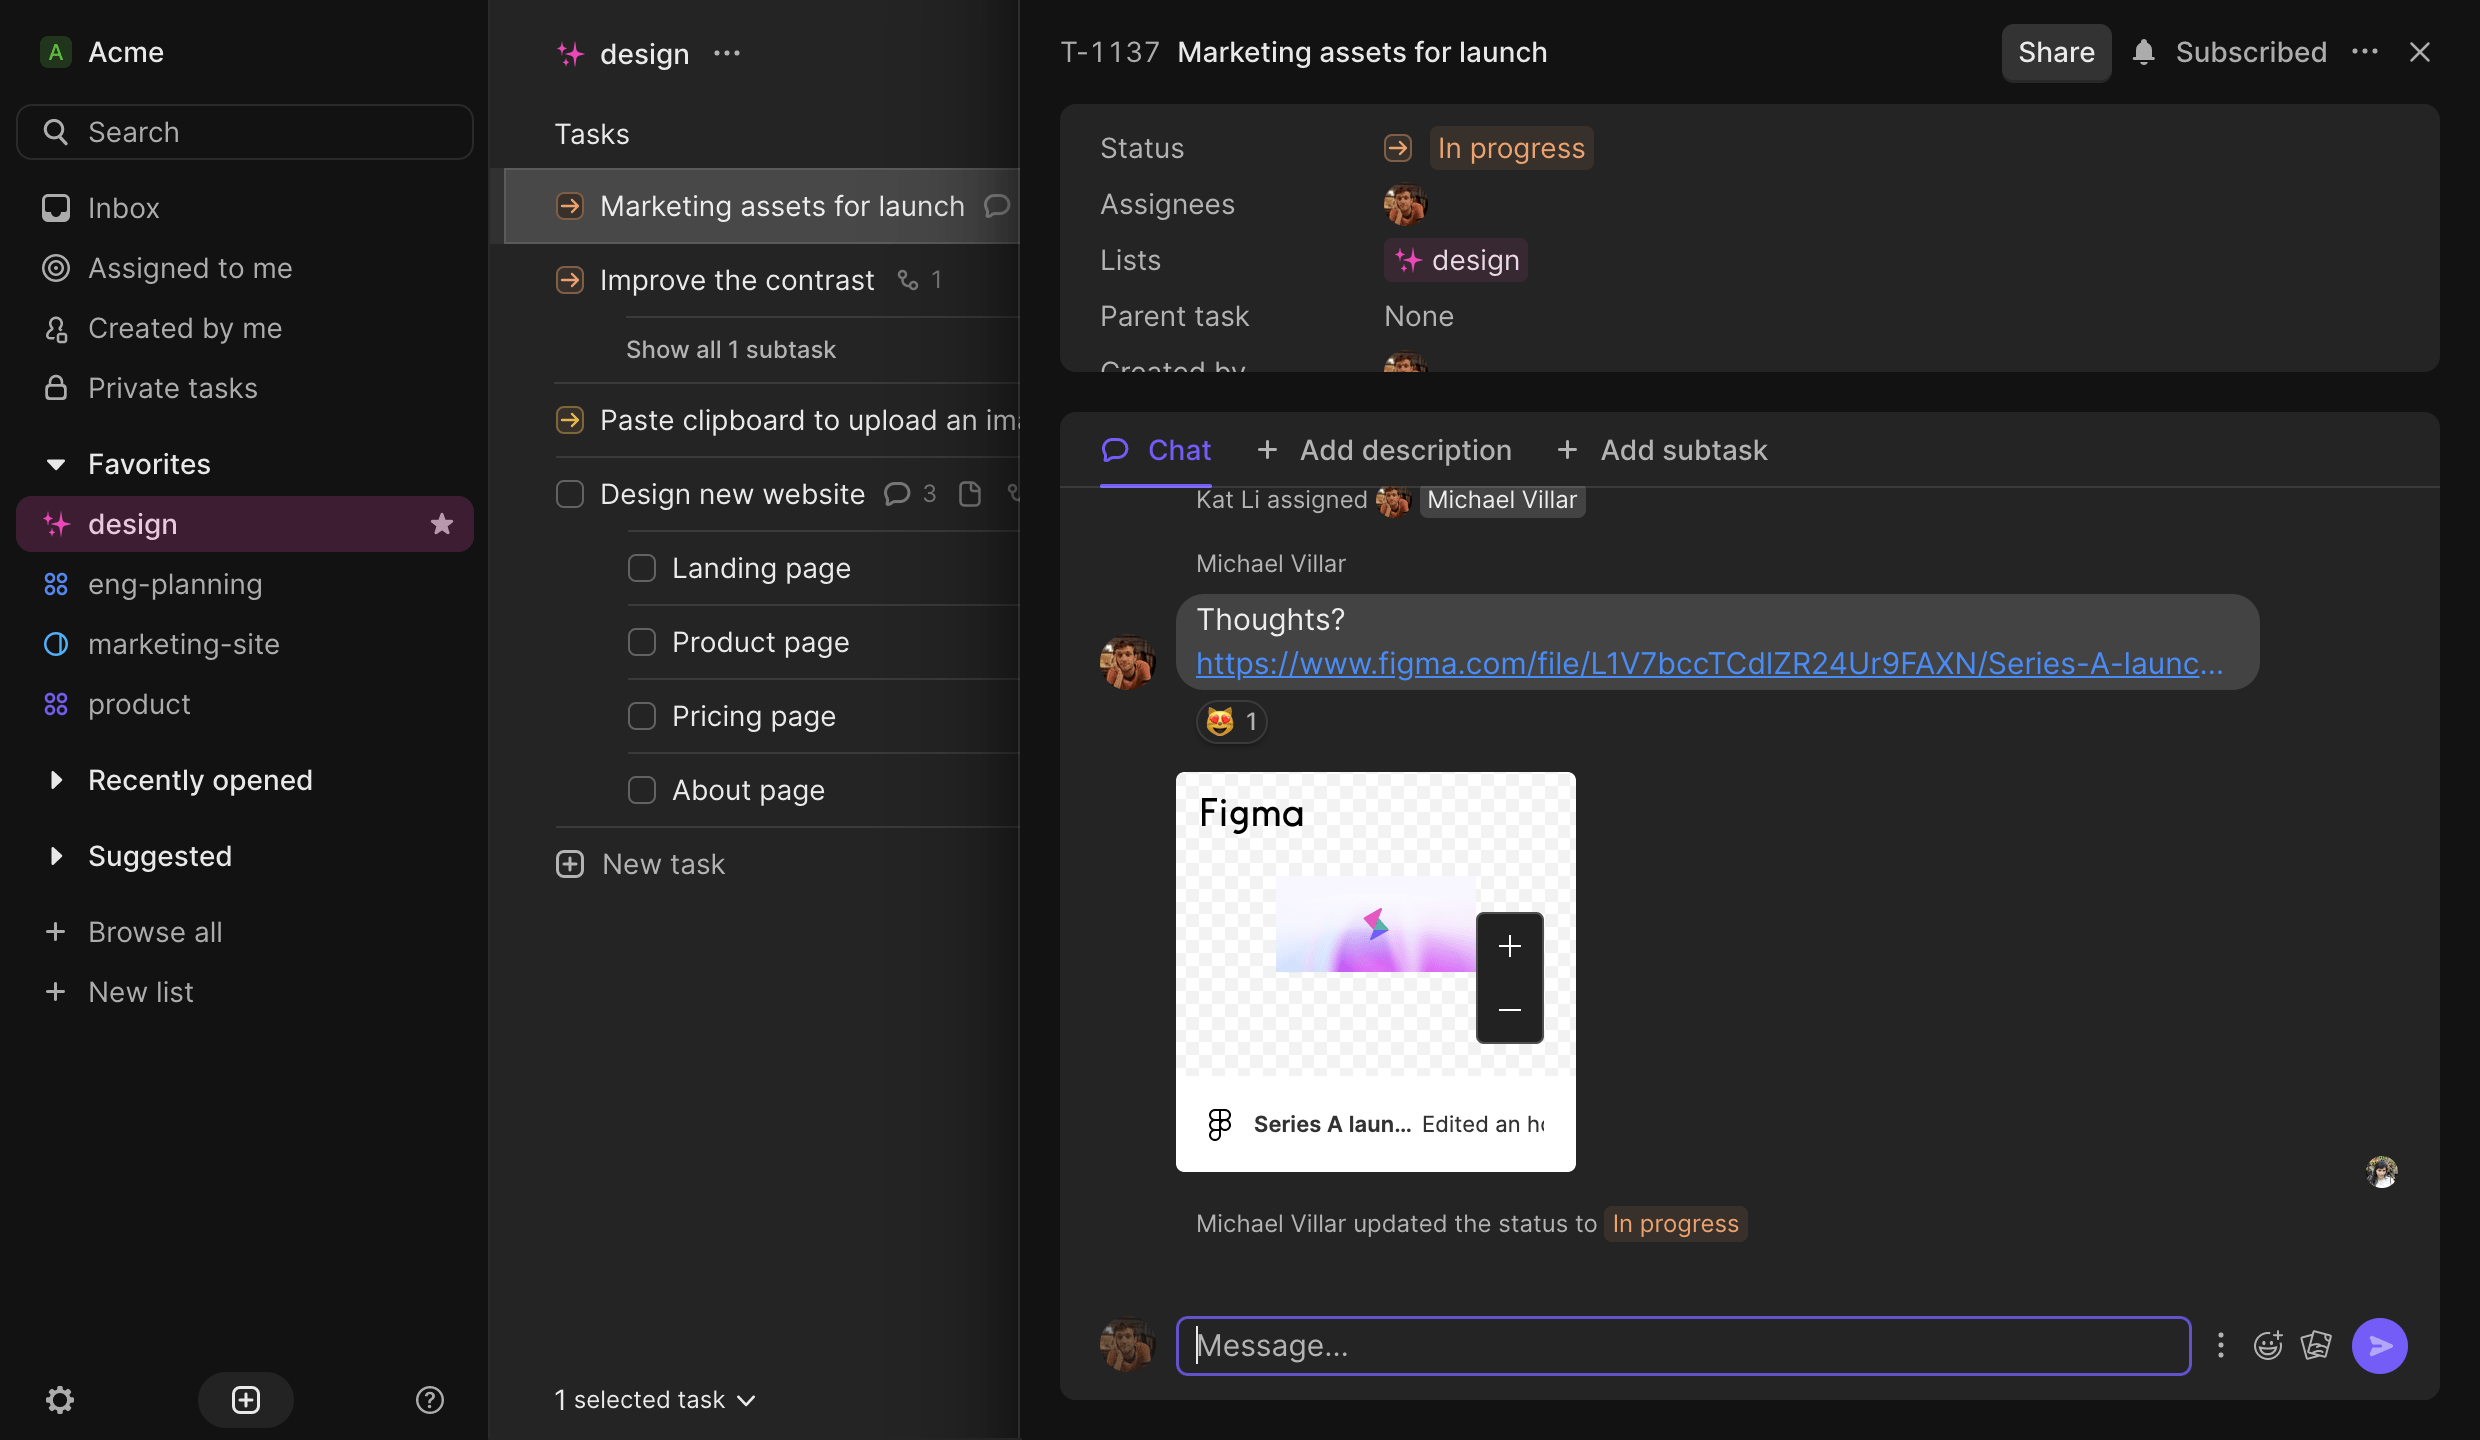 A Acme
Search
Inbox
Assigned to me
Created by me
Private tasks
Favorites
design
eng-planning
marketing-site
product
Recently opened
Suggested
Browse all
New list
design
Tasks
Marketing assets for launch
Improve the contrast 1
Show all 1 subtask
Paste clipboard to upload an ima
Design new website 3
Landing page
Product page
Pricing page
About page
New task
1 selected task
T-1137 Marketing assets for launch
Share Subscribed
Status In progress
Assignees
Lists design
Parent task None
Created by
Chat Add description Add subtask
Kat Li assigned Michael Villar
Michael Villar
Thoughts?
https://www.figma.com/file/L1V7bccTCdlZR24Ur9FAXN/Series-A-launc...
1
Figma
Series A laun... Edited an ho
Michael Villar updated the status to In progress
Message...